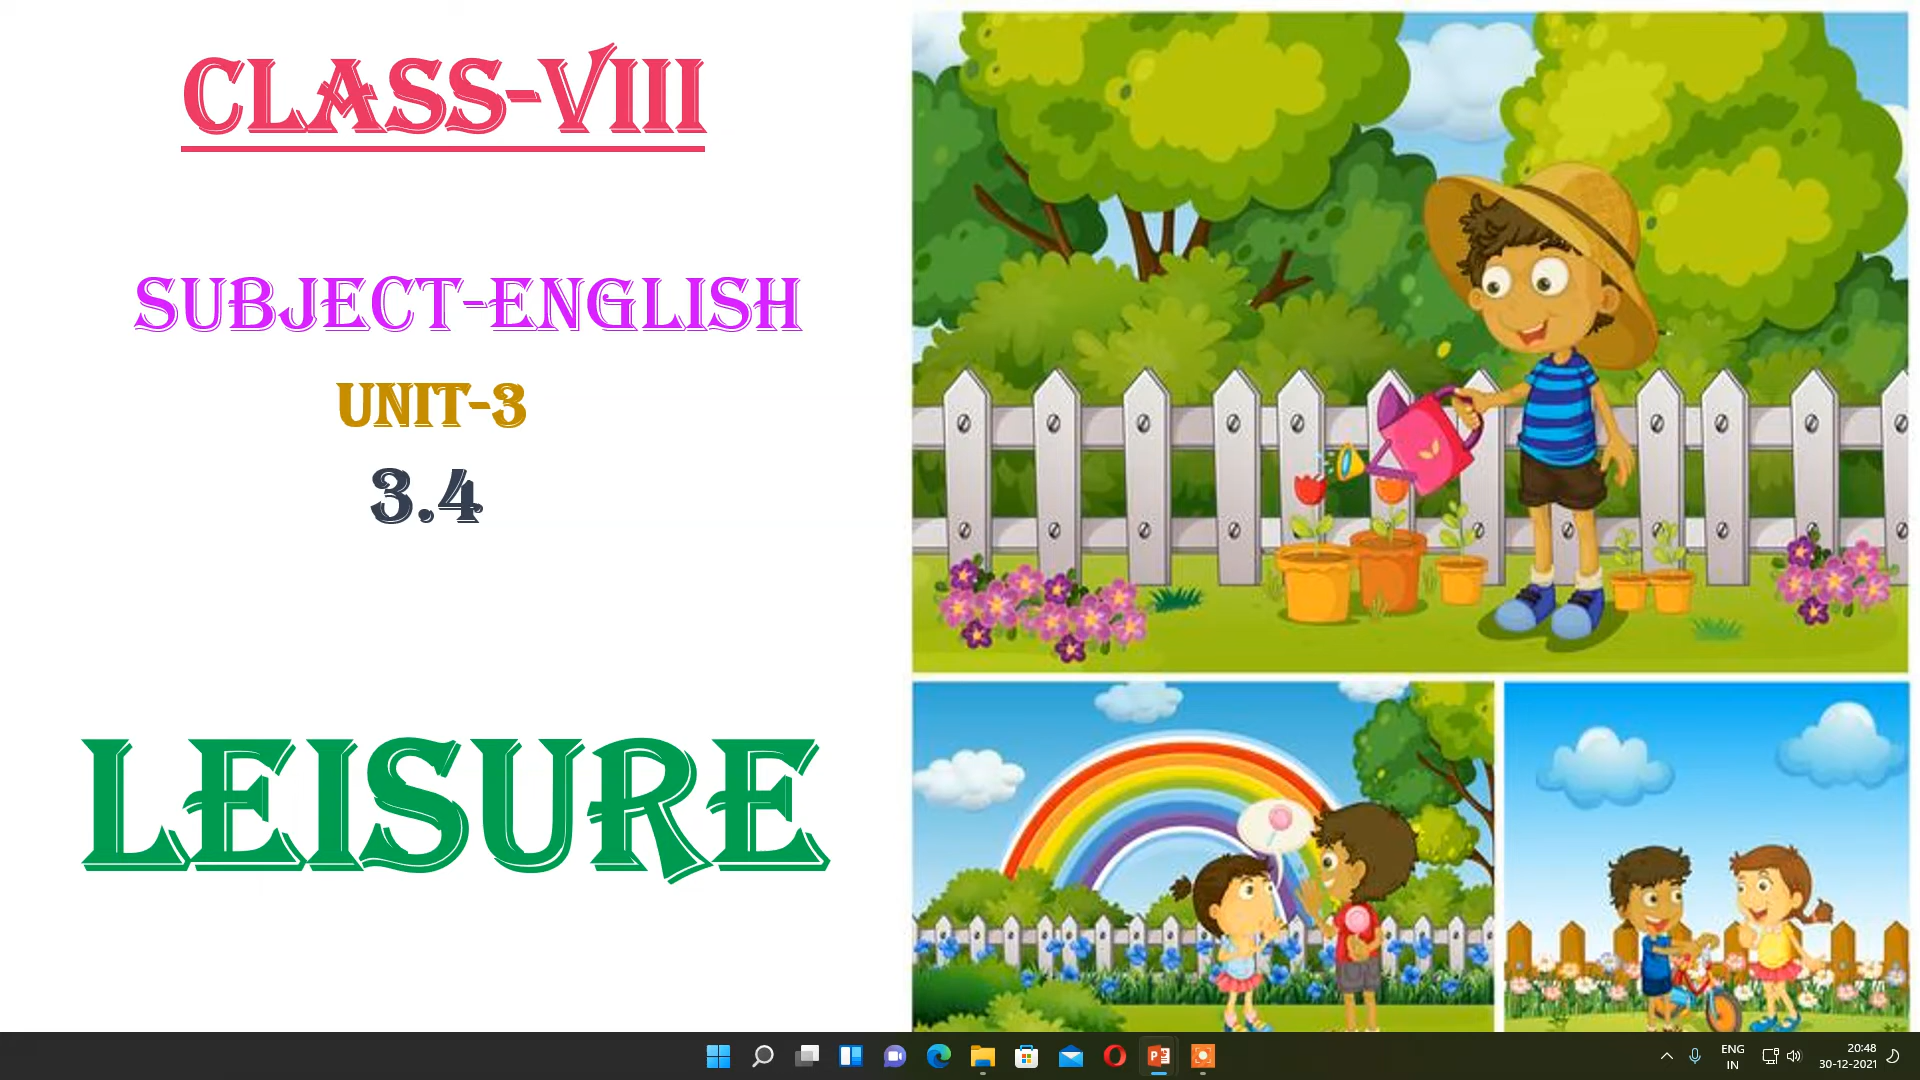 CLASS-VIII
SUBJECT-ENGLISH
UNIT-3
3.4
LEISURE
ENG
IN
20:48
30-12-2021